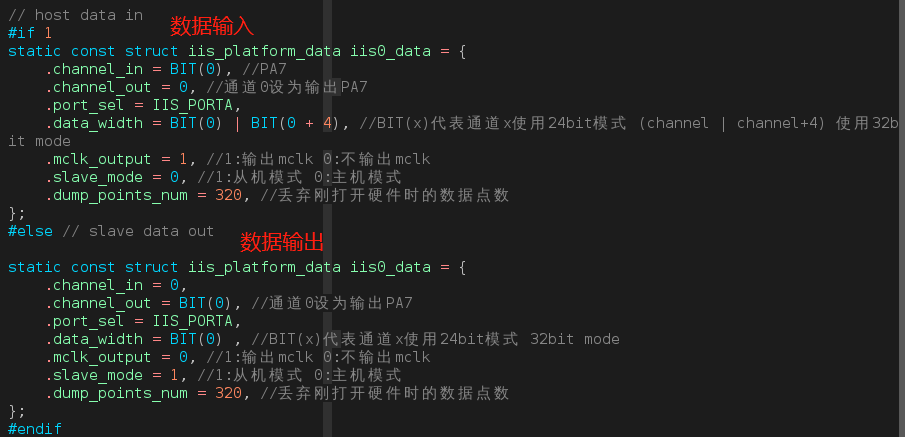 // host data in
数据输入
#if 1
static const struct iis_platform_data iis0_data = {
    .channel_in = BIT(0), //PA7
    .channel_out = 0, //通道0设为输出PA7
    .port_sel = IIS_PORTA,
    .data_width = BIT(0) | BIT(0 + 4), //BIT(x)代表通道x使用24bit模式 (channel | channel+4) 使用32b
it mode
    .mclk_output = 1, //1:输出mclk 0:不输出mclk
    .slave_mode = 0, //1:从机模式 0:主机模式
    .dump_points_num = 320, //丢弃刚打开硬件时的数据点数
};
#else // slave data out
数据输出
static const struct iis_platform_data iis0_data = {
    .channel_in = 0,
    .channel_out = BIT(0), //通道0设为输出PA7
    .port_sel = IIS_PORTA,
    .data_width = BIT(0) , //BIT(x)代表通道x使用24bit模式 32bit mode
    .mclk_output = 0, //1:输出mclk 0:不输出mclk
    .slave_mode = 1, //1:从机模式 0:主机模式
    .dump_points_num = 320, //丢弃刚打开硬件时的数据点数
};
#endif